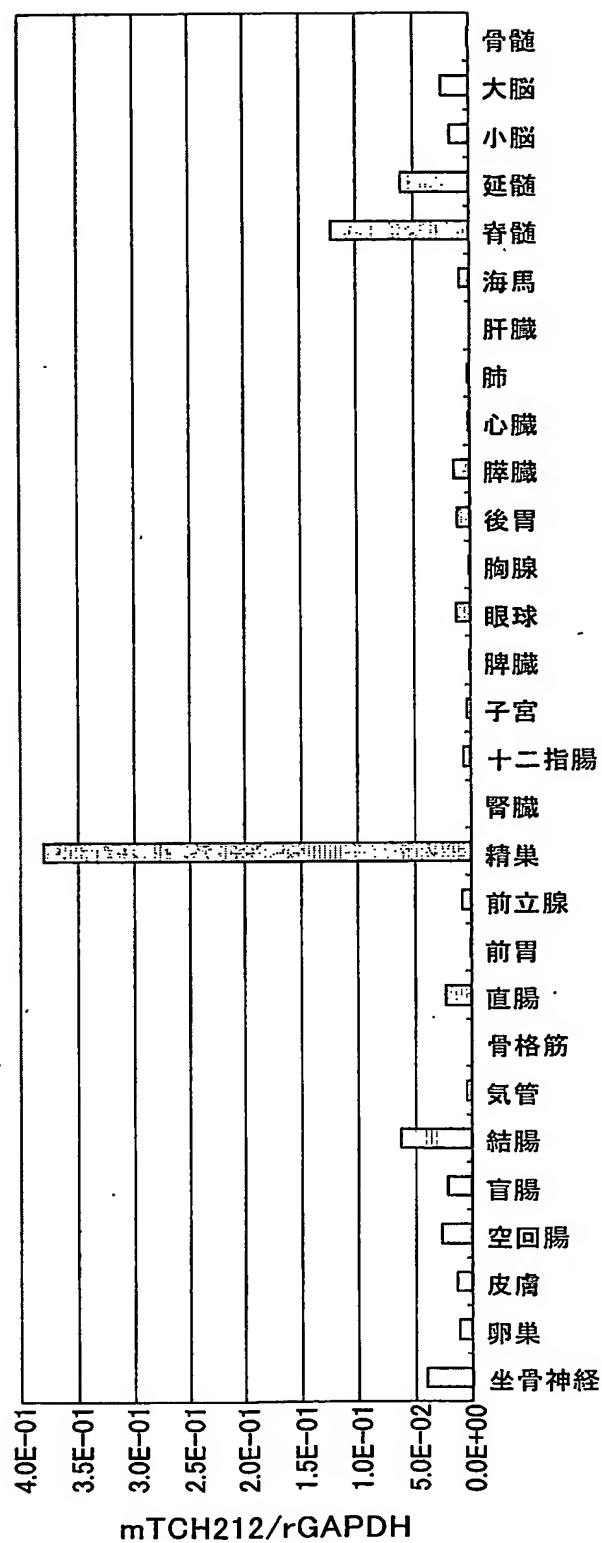 骨髄
大脳
小脳
延髄
脊髄
海馬
肝臓
肺
心臓
膵臓
後胃
胸腺
眼球
脾臓
子宮
十二指腸
腎臓
精巣
前立腺
前胃
直腸
骨格筋
気管
結腸
盲腸
空回腸
皮膚
卵巣
坐骨神経
4.0E-01
3.5E-01
3.0E-01
2.5E-01
2.0E-01
1.5E-01
1.0E-01
5.0E-02
0.0E+00
mTCH212/rGAPDH